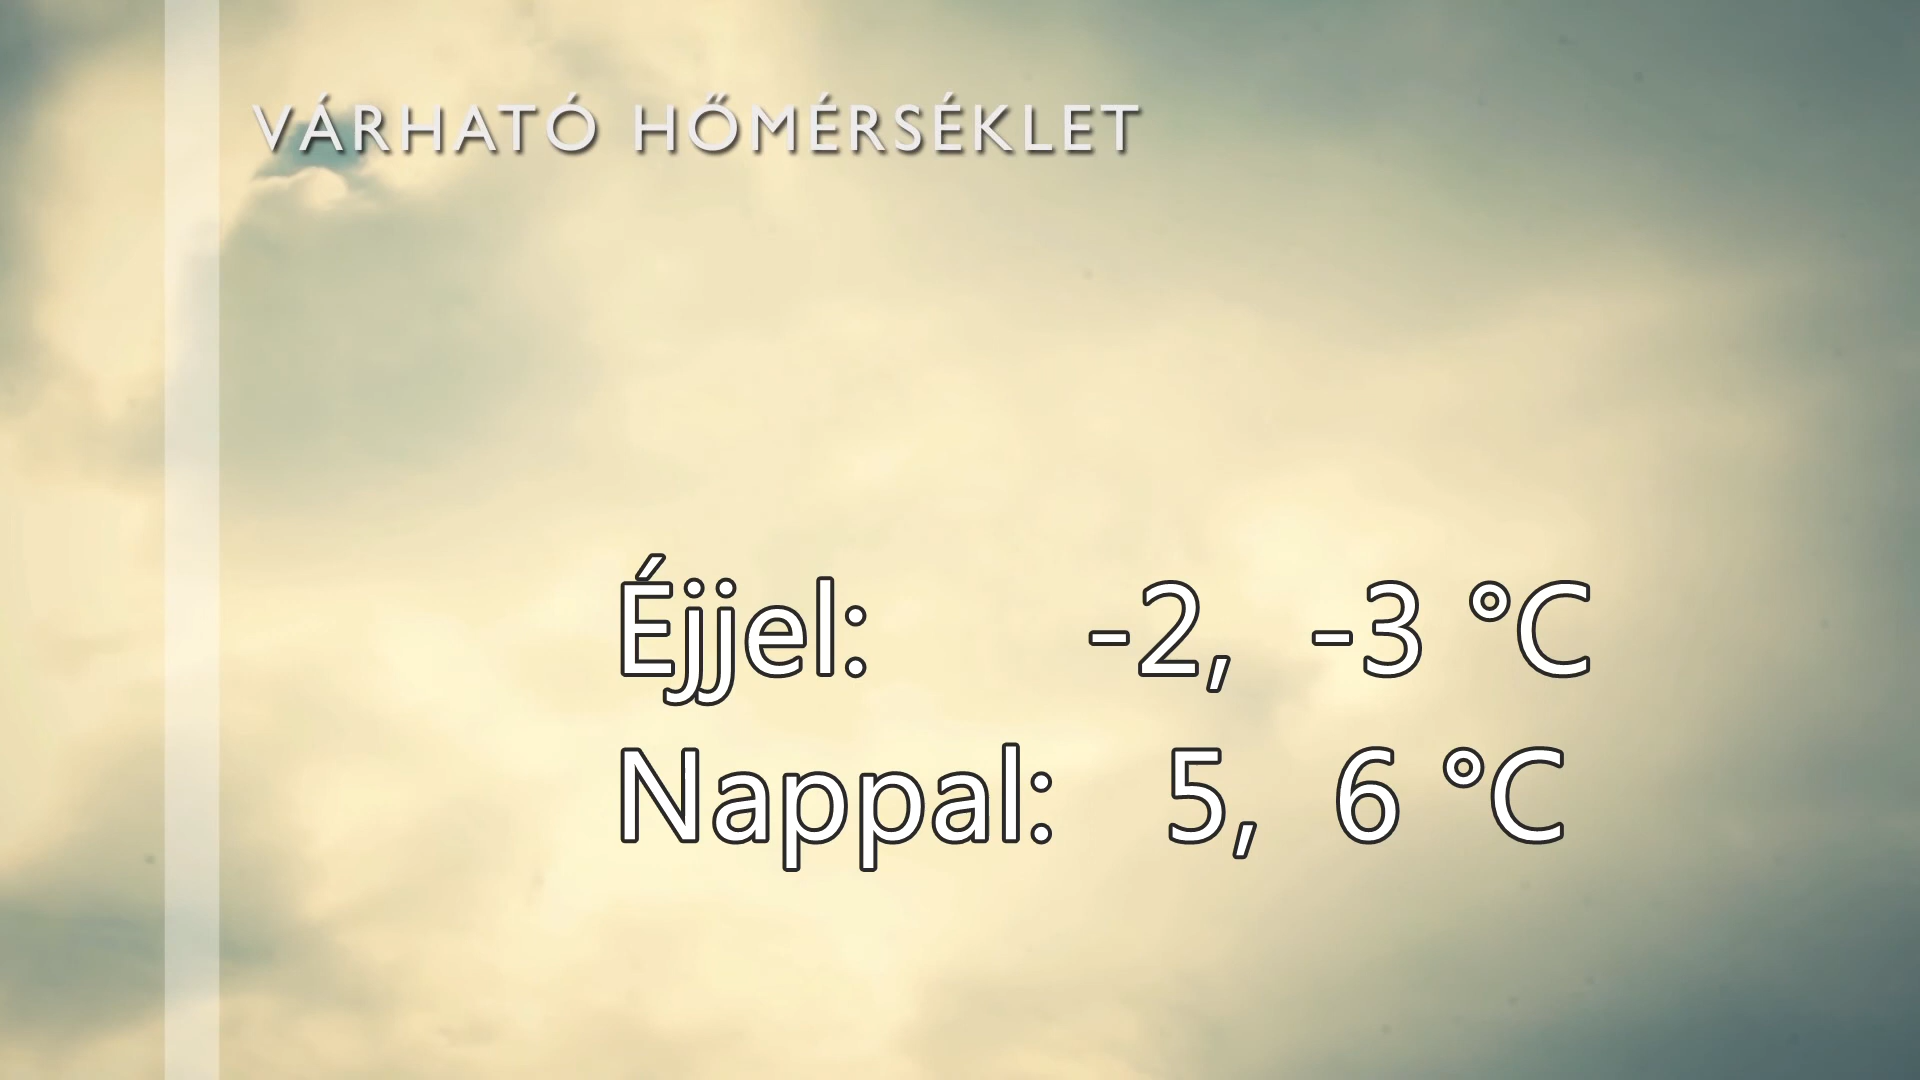 VÁRHATÓ HŐMÉRSÉKLET
Éjjel: -2, -3 °C
Nappal: 5, 6 °C